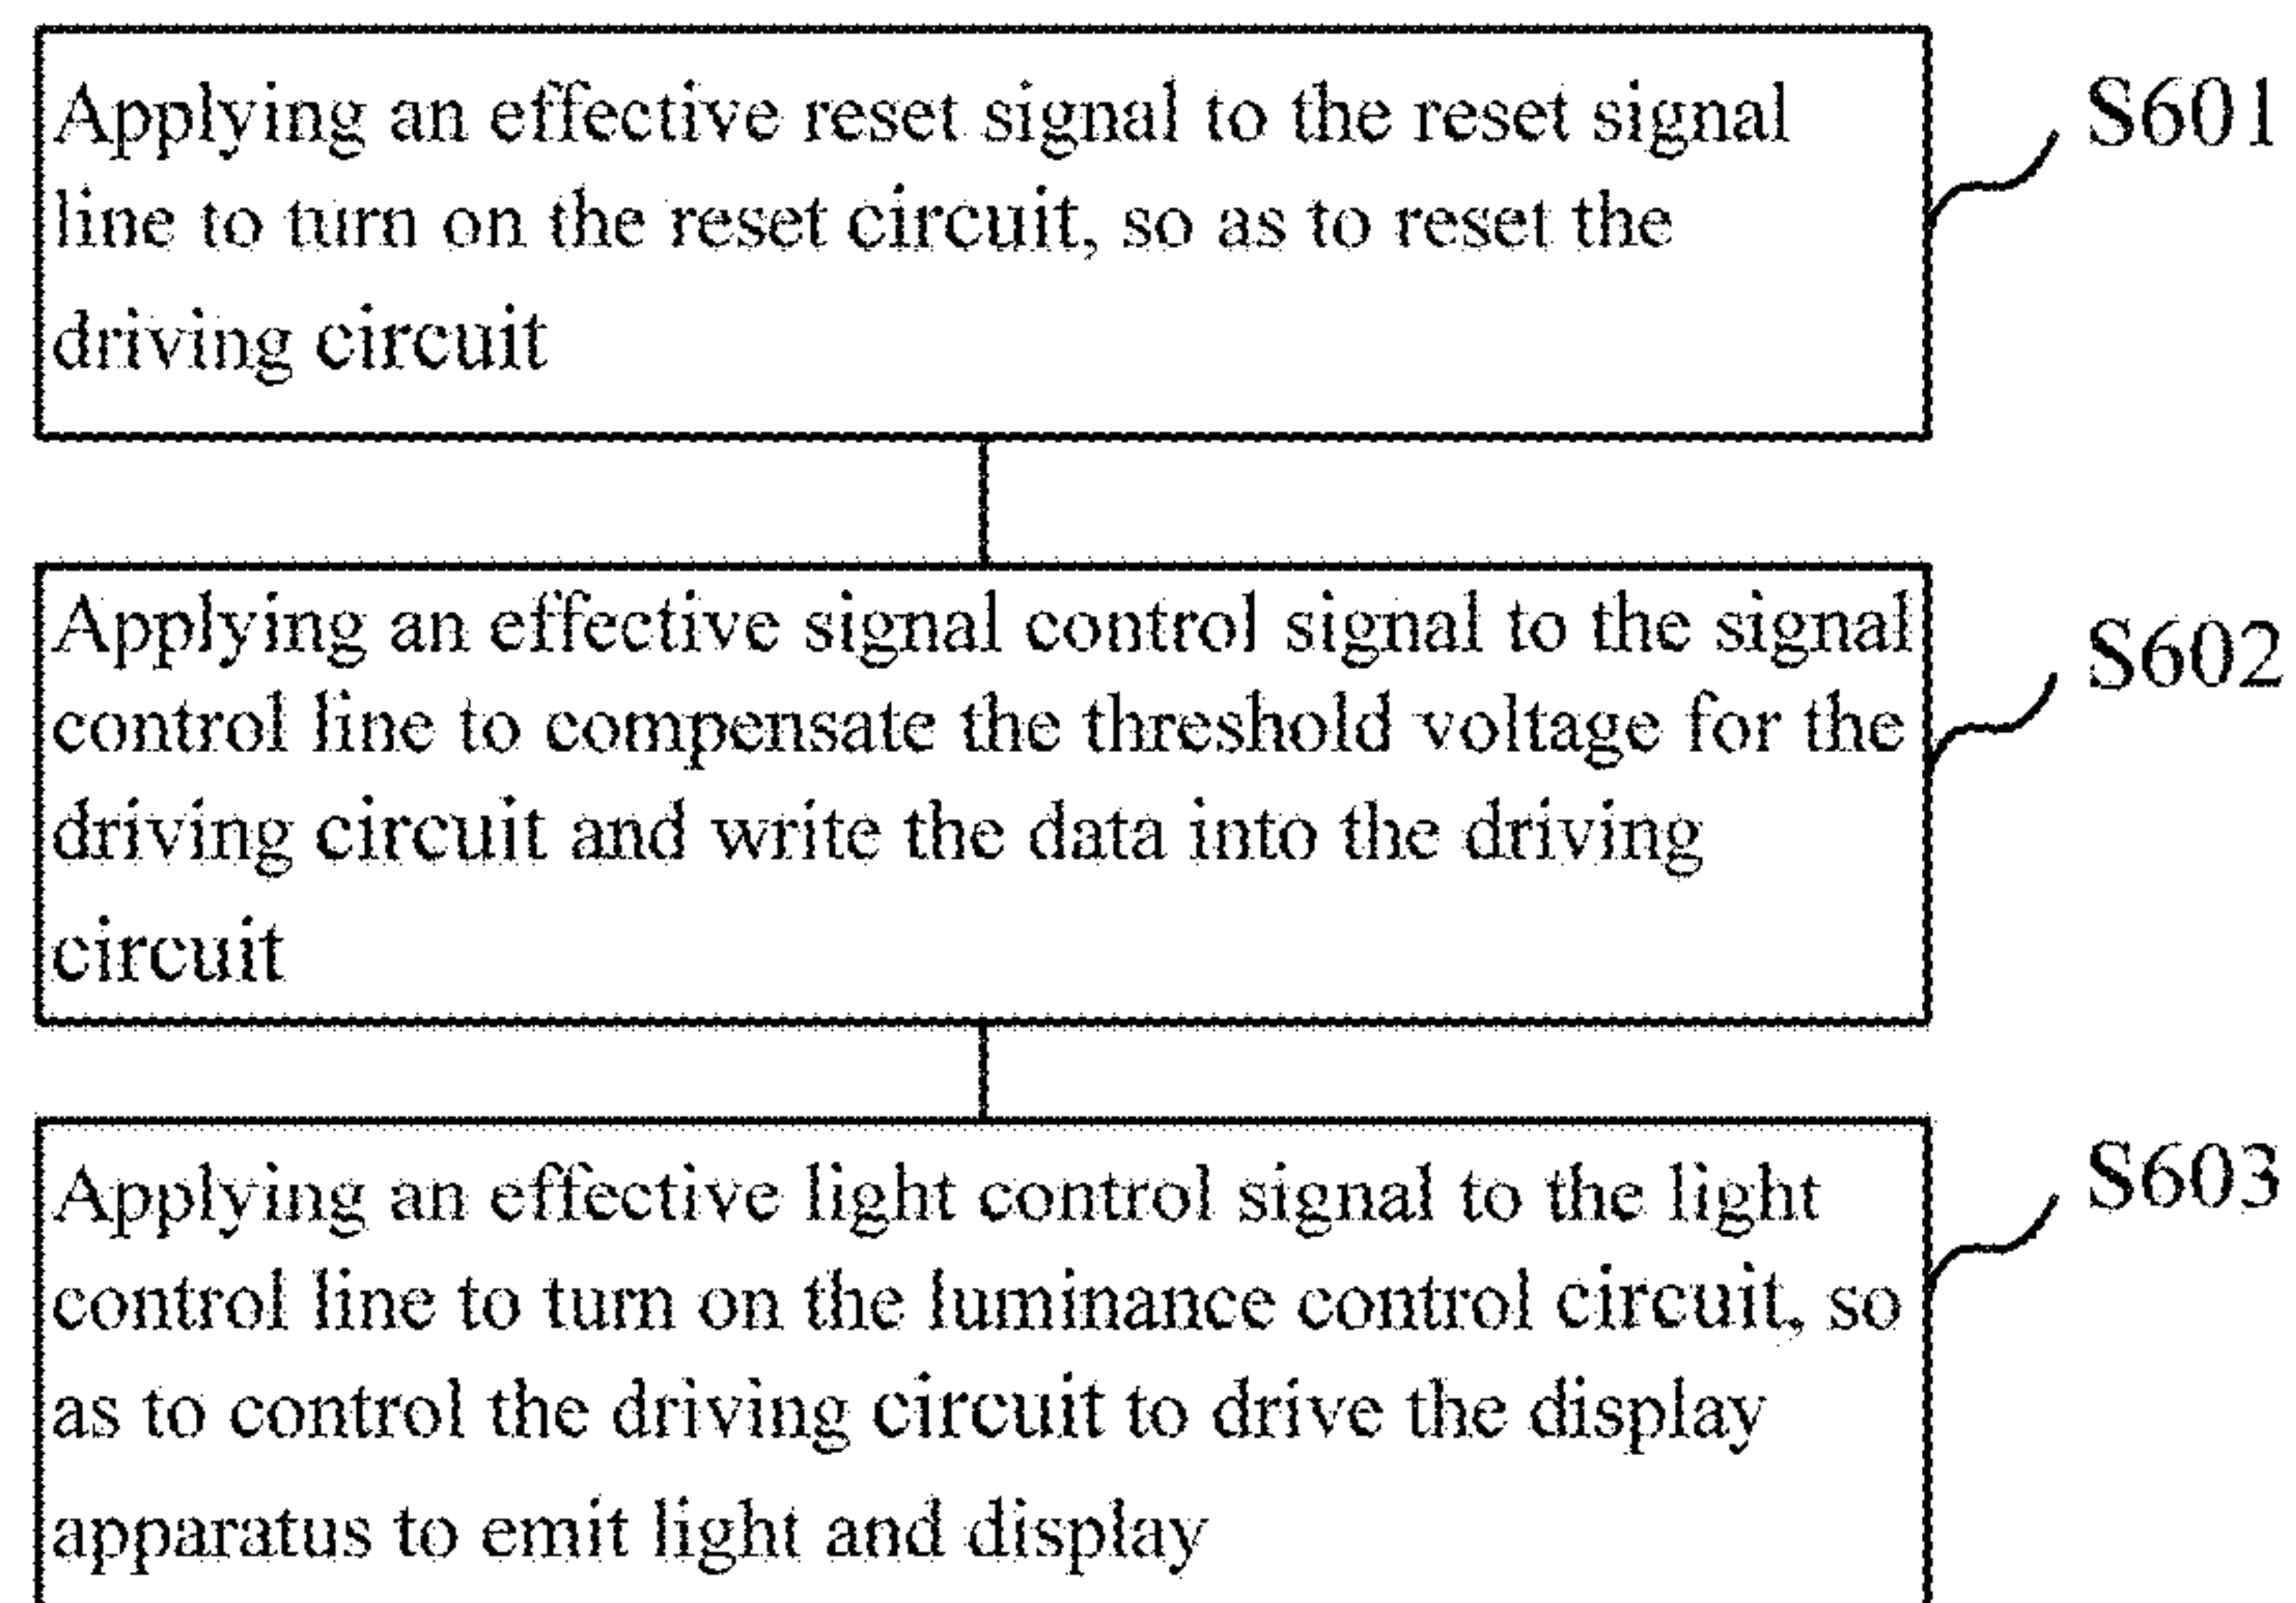 Applying an effective reset signal to the reset signal
line to turn on the reset circuit, so as to reset the
driving circuit
S601
Applying an effective signal control signal to the signal
control line to compensate the threshold voltage for the
driving circuit and write the data into the driving
circuit
S602
Applying an effective light control signal to the light
control line to turn on the luminance control circuit, so
as to control the driving circuit to drive the display
apparatus to emit light and display
S603